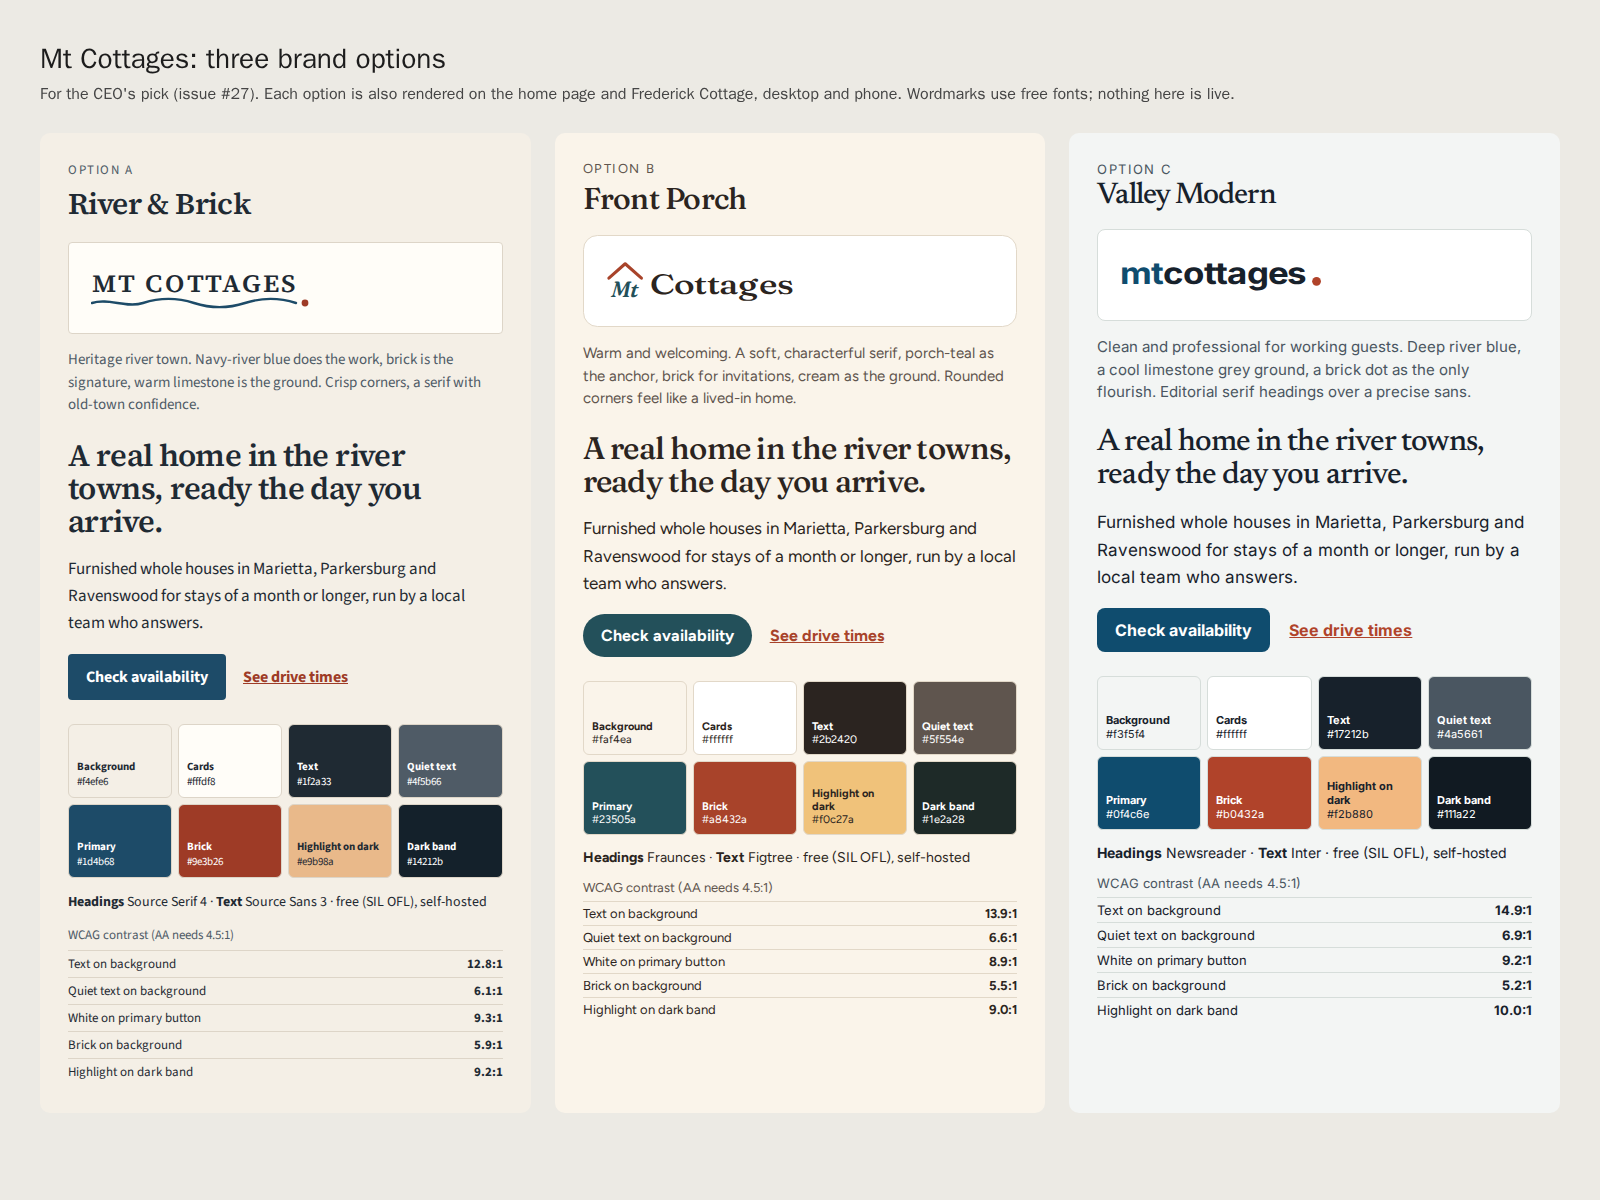 Mt Cottages: three brand options
For the CEO's pick (issue #27). Each option is also rendered on the home page and Frederick Cottage, desktop and phone. Wordmarks use free fonts; nothing here is live.
OPTION A
River & Brick
MT COTTAGES
Heritage river town. Navy-river blue does the work, brick is the
signature, warm limestone is the ground. Crisp corners, a serif with
old-town confidence.
A real home in the river
towns, ready the day you
arrive.
Furnished whole houses in Marietta, Parkersburg and
Ravenswood for stays of a month or longer, run by a local
team who answers.
Check availability
See drive times
Background
#f4efe6
Cards
#fffdf8
Text
#1f2a33
Quiet text
#4f5b66
Primary
#1d4b68
Brick
#9e3b26
Highlight on dark
#e9b98a
Dark band
#14212b
Headings Source Serif 4 · Text Source Sans 3 · free (SIL OFL), self-hosted
WCAG contrast (AA needs 4.5:1)
Text on background 12.8:1
Quiet text on background 6.1:1
White on primary button 9.3:1
Brick on background 5.9:1
Highlight on dark band 9.2:1
OPTION B
Front Porch
Mt Cottages
Warm and welcoming. A soft, characterful serif, porch-teal as
the anchor, brick for invitations, cream as the ground. Rounded
corners feel like a lived-in home.
A real home in the river towns,
ready the day you arrive.
Furnished whole houses in Marietta, Parkersburg and
Ravenswood for stays of a month or longer, run by a local
team who answers.
Check availability
See drive times
Background
#faf4ea
Cards
#ffffff
Text
#2b2420
Quiet text
#5f554e
Primary
#23505a
Brick
#a8432a
Highlight on
dark
#f0c27a
Dark band
#1e2a28
Headings Fraunces · Text Figtree · free (SIL OFL), self-hosted
WCAG contrast (AA needs 4.5:1)
Text on background 13.9:1
Quiet text on background 6.6:1
White on primary button 8.9:1
Brick on background 5.5:1
Highlight on dark band 9.0:1
OPTION C
Valley Modern
mtcottages.
Clean and professional for working guests. Deep river blue,
a cool limestone grey ground, a brick dot as the only
flourish. Editorial serif headings over a precise sans.
A real home in the river towns,
ready the day you arrive.
Furnished whole houses in Marietta, Parkersburg and
Ravenswood for stays of a month or longer, run by a
local team who answers.
Check availability
See drive times
Background
#f3f5f4
Cards
#ffffff
Text
#17212b
Quiet text
#4a5661
Primary
#0f4c6e
Brick
#b0432a
Highlight on
dark
#f2b880
Dark band
#111a22
Headings Newsreader · Text Inter · free (SIL OFL), self-hosted
WCAG contrast (AA needs 4.5:1)
Text on background 14.9:1
Quiet text on background 6.9:1
White on primary button 9.2:1
Brick on background 5.2:1
Highlight on dark band 10.0:1